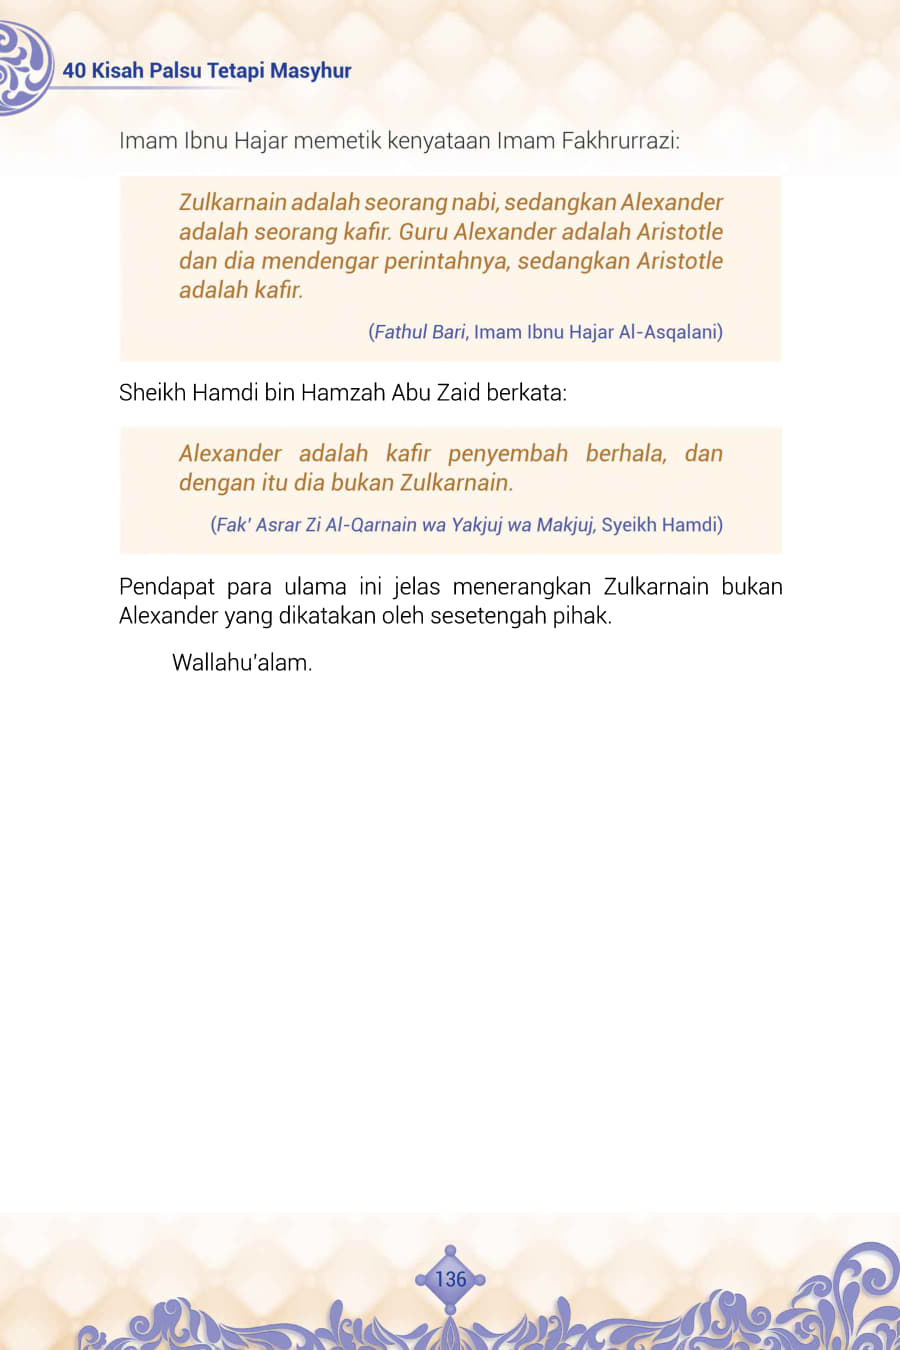 40 Kisah Palsu Tetapi Masyhur
Imam Ibnu Hajar memetik kenyataan Imam Fakhrurrazi:
Zulkarnain adalah seorang nabi, sedangkan Alexander
adalah seorang kafir. Guru Alexander adalah Aristotle
dan dia mendengar perintahnya, sedangkan Aristotle
adalah kafir.
(Fathul Bari, Imam Ibnu Hajar Al-Asqalani)
Sheikh Hamdi bin Hamzah Abu Zaid berkata:
Alexander adalah kafir penyembah berhala, dan
dengan itu dia bukan Zulkarnain.
(Fak' Asrar Zi Al-Qarnain wa Yakjuj wa Makjuj, Syeikh Hamdi)
Pendapat para ulama ini jelas menerangkan Zulkarnain bukan
Alexander yang dikatakan oleh sesetengah pihak.
Wallahu'alam.
136